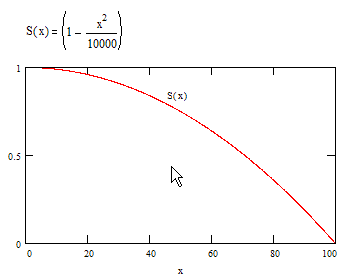 S(x) = (1 - x²/10000)
1
S(x)
0.5
0
0 20 40 60 80 100
x